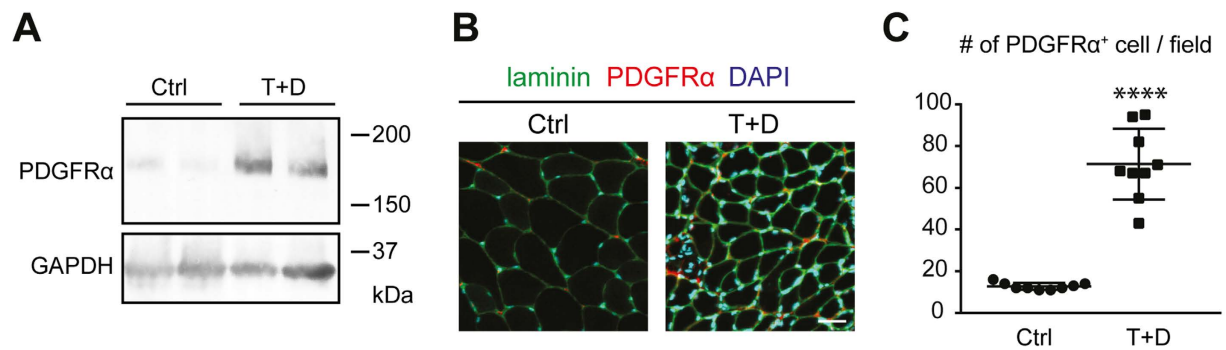 A
Ctrl T+D
PDGFRα
GAPDH
200
150
37
kDa
B
laminin PDGFRα DAPI
Ctrl T+D
C
# of PDGFRα⁺ cell / field
****
100
80
60
40
20
0
Ctrl T+D